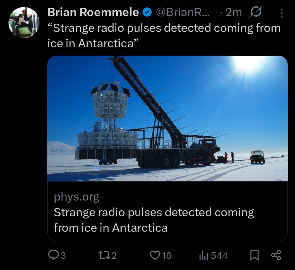 Brian Roemmele @BrianR... · 2m
“Strange radio pulses detected coming from
ice in Antarctica”
phys.org
Strange radio pulses detected coming
from ice in Antarctica
3 2 16 544